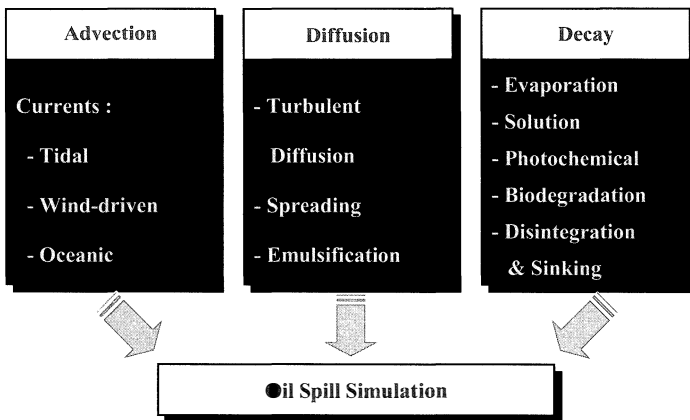 Advection
Currents :
- Tidal
- Wind-driven
- Oceanic
Diffusion
- Turbulent
Diffusion
- Spreading
- Emulsification
Decay
- Evaporation
- Solution
- Photochemical
- Biodegradation
- Disintegration
& Sinking
Oil Spill Simulation